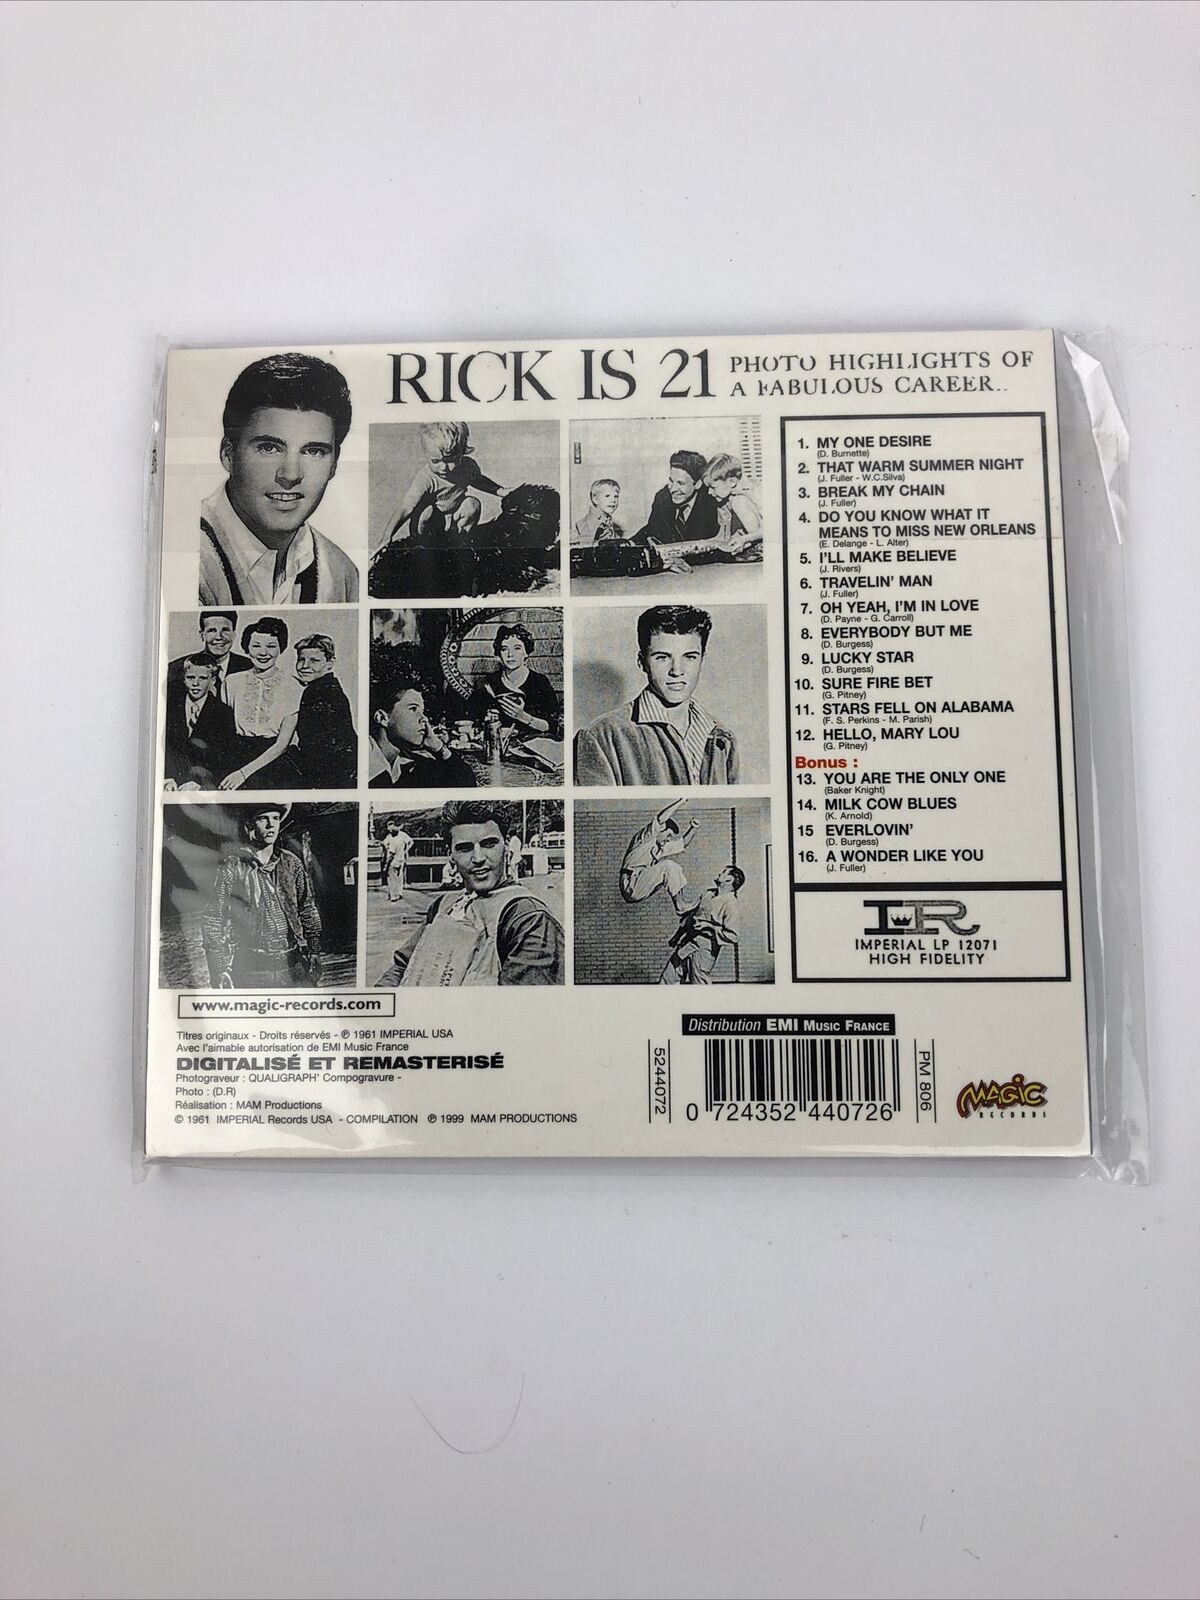 RICK IS 21
PHOTO HIGHLIGHTS OF
A FABULOUS CAREER..
1. MY ONE DESIRE
(D. Burnette)
2. THAT WARM SUMMER NIGHT
(J. Fuller - W.C.Silva)
3. BREAK MY CHAIN
(J. Fuller)
4. DO YOU KNOW WHAT IT
MEANS TO MISS NEW ORLEANS
(E. Delange - L. Alter)
5. I'LL MAKE BELIEVE
(J. Rivers)
6. TRAVELIN' MAN
(J. Fuller)
7. OH YEAH, I'M IN LOVE
(D. Payne - G. Carroll)
8. EVERYBODY BUT ME
(D. Burgess)
9. LUCKY STAR
(D. Burgess)
10. SURE FIRE BET
(G. Pitney)
11. STARS FELL ON ALABAMA
(F. S. Perkins - M. Parish)
12. HELLO, MARY LOU
(G. Pitney)
Bonus :
13. YOU ARE THE ONLY ONE
(Baker Knight)
14. MILK COW BLUES
(K. Arnold)
15 EVERLOVIN'
(D. Burgess)
16. A WONDER LIKE YOU
(J. Fuller)
IR
IMPERIAL LP 12071
HIGH FIDELITY
www.magic-records.com
Titres originaux - Droits réservés - ℗ 1961 IMPERIAL USA
Avec l'aimable autorisation de EMI Music France
DIGITALISÉ ET REMASTERISÉ
Photograveur : QUALIGRAPH' Compogravure -
Photo : (D.R)
Réalisation : MAM Productions
© 1961 IMPERIAL Records USA - COMPILATION ℗ 1999 MAM PRODUCTIONS
Distribution EMI MUSIC FRANCE
5244072
0 724352 440726
PM 806
MAGIC
RECORDS